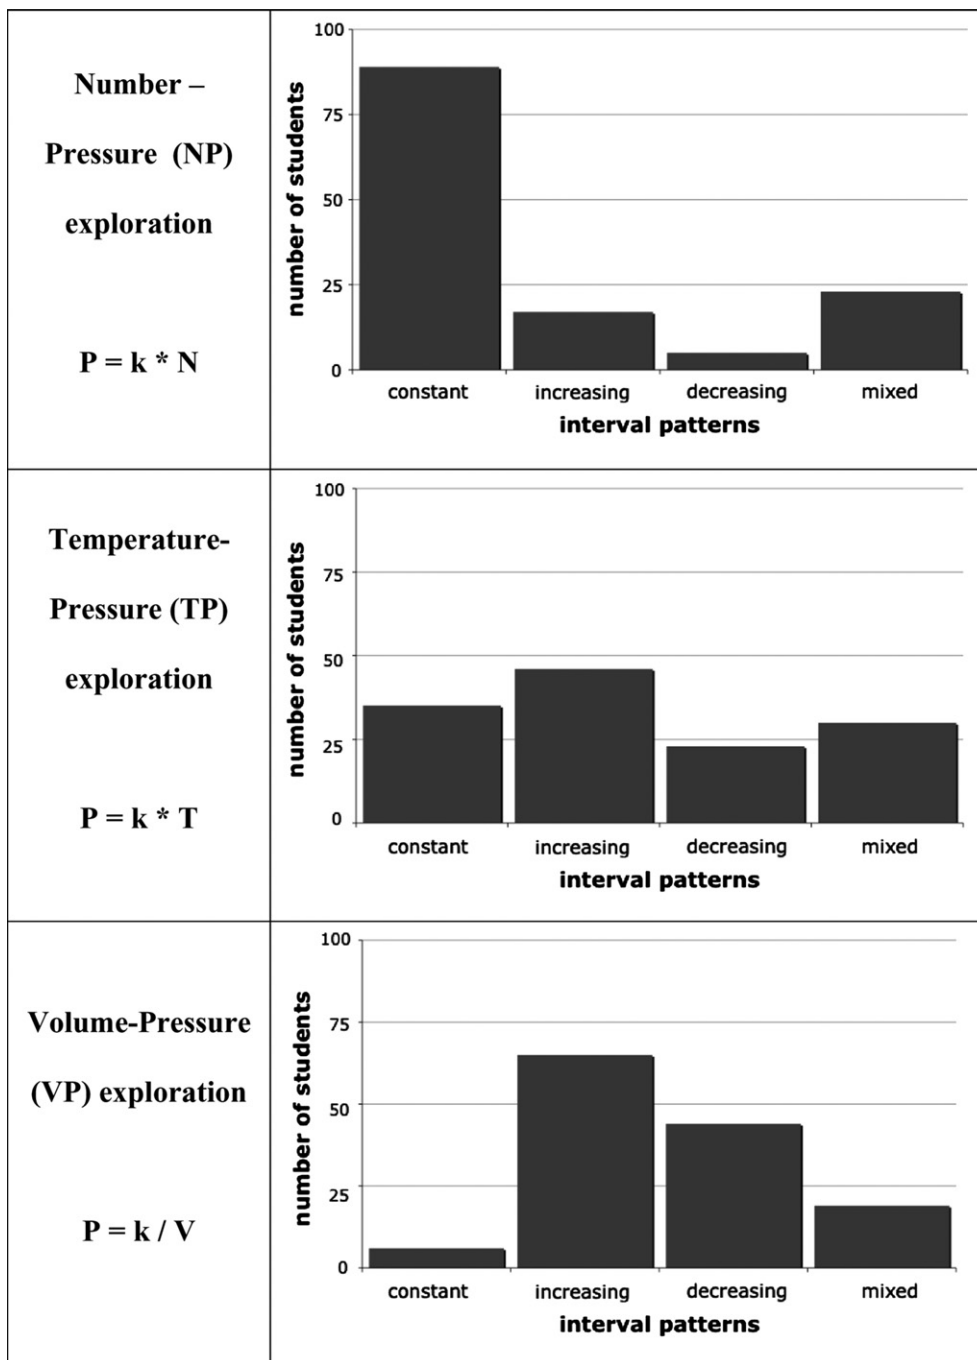 Number –
Pressure (NP)
exploration
P = k * N
number of students
100
75
50
25
0
constant increasing decreasing mixed
interval patterns
Temperature-
Pressure (TP)
exploration
P = k * T
number of students
100
75
50
25
0
constant increasing decreasing mixed
interval patterns
Volume-Pressure
(VP) exploration
P = k / V
number of students
100
75
50
25
0
constant increasing decreasing mixed
interval patterns